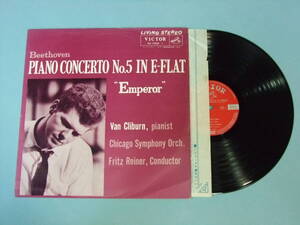 LIVING STEREO
VICTOR
Beethoven
PIANO CONCERTO No.5 IN E-FLAT
"Emperor"
Van Cliburn, pianist
Chicago Symphony Orch.
Fritz Reiner, Conductor
VICTOR